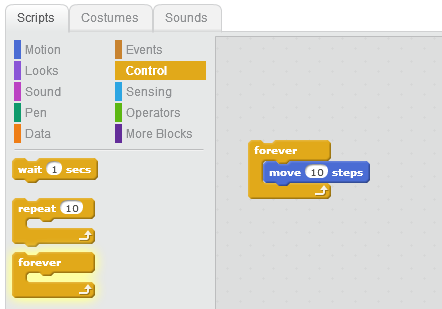 Scripts Costumes Sounds
Motion Events
Looks Control
Sound Sensing
Pen Operators
Data More Blocks
wait 1 secs
repeat 10
forever
forever
move 10 steps